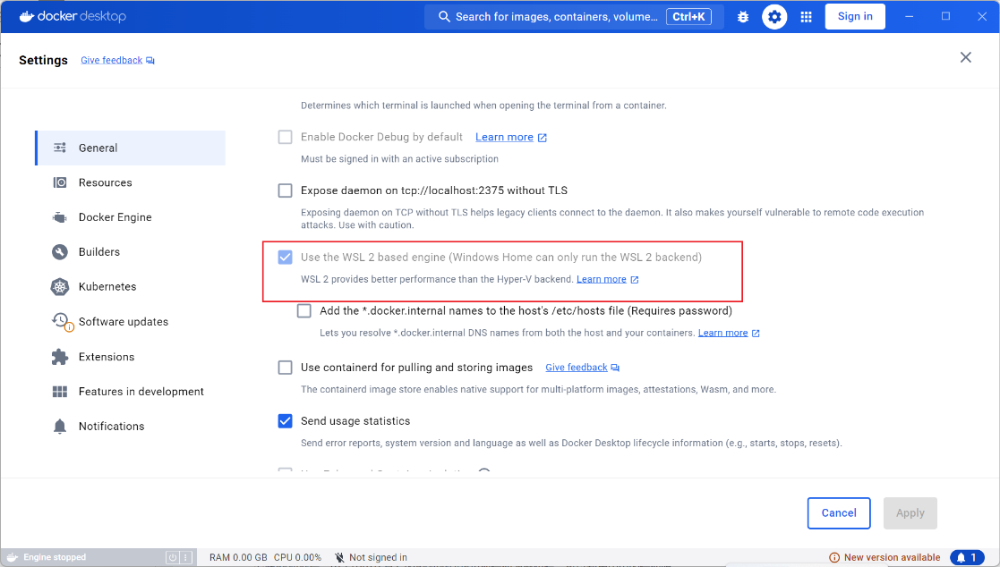 docker desktop
Search for images, containers, volume... Ctrl+K
Sign in
Settings Give feedback
Determines which terminal is launched when opening the terminal from a container.
General
Resources
Docker Engine
Builders
Kubernetes
Software updates
Extensions
Features in development
Notifications
Enable Docker Debug by default Learn more
Must be signed in with an active subscription
Expose daemon on tcp://localhost:2375 without TLS
Exposing daemon on TCP without TLS helps legacy clients connect to the daemon. It also makes yourself vulnerable to remote code execution
attacks. Use with caution.
Use the WSL 2 based engine (Windows Home can only run the WSL 2 backend)
WSL 2 provides better performance than the Hyper-V backend. Learn more
Add the *.docker.internal names to the host's /etc/hosts file (Requires password)
Lets you resolve *.docker.internal DNS names from both the host and your containers. Learn more
Use containerd for pulling and storing images Give feedback
The containerd image store enables native support for multi-platform images, attestations, Wasm, and more.
Send usage statistics
Send error reports, system version and language as well as Docker Desktop lifecycle information (e.g., starts, stops, resets).
Cancel
Apply
Engine stopped
RAM 0.00 GB CPU 0.00% Not signed in
New version available
1